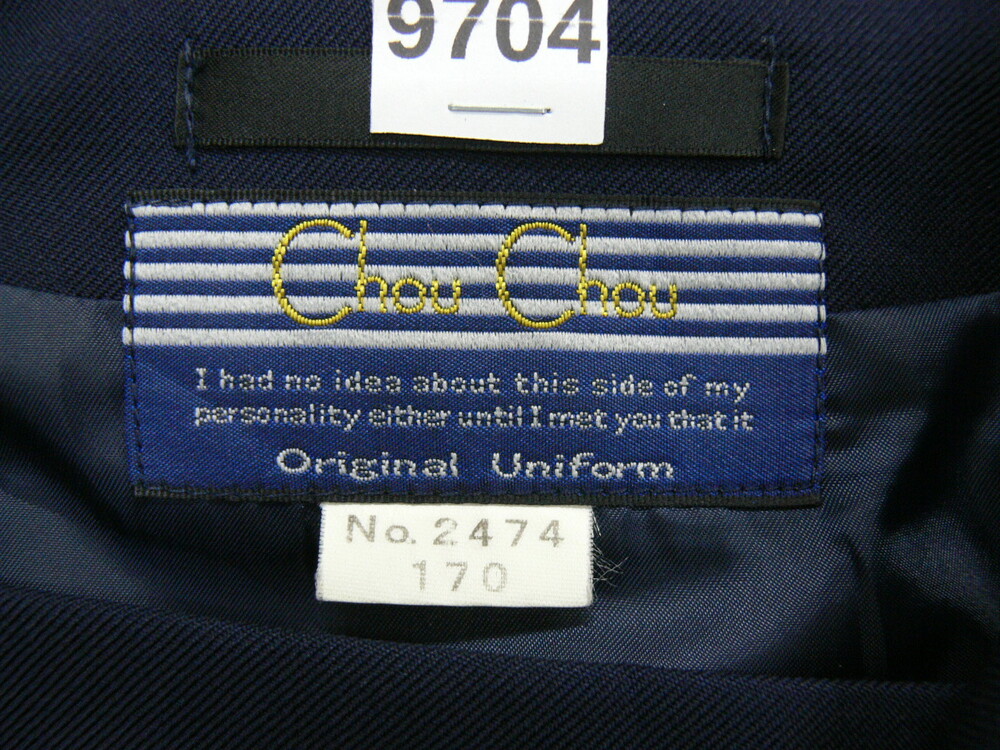 9704
Chou Chou
I had no idea about this side of my
personality either until I met you that it
Original Uniform
No. 2474
170